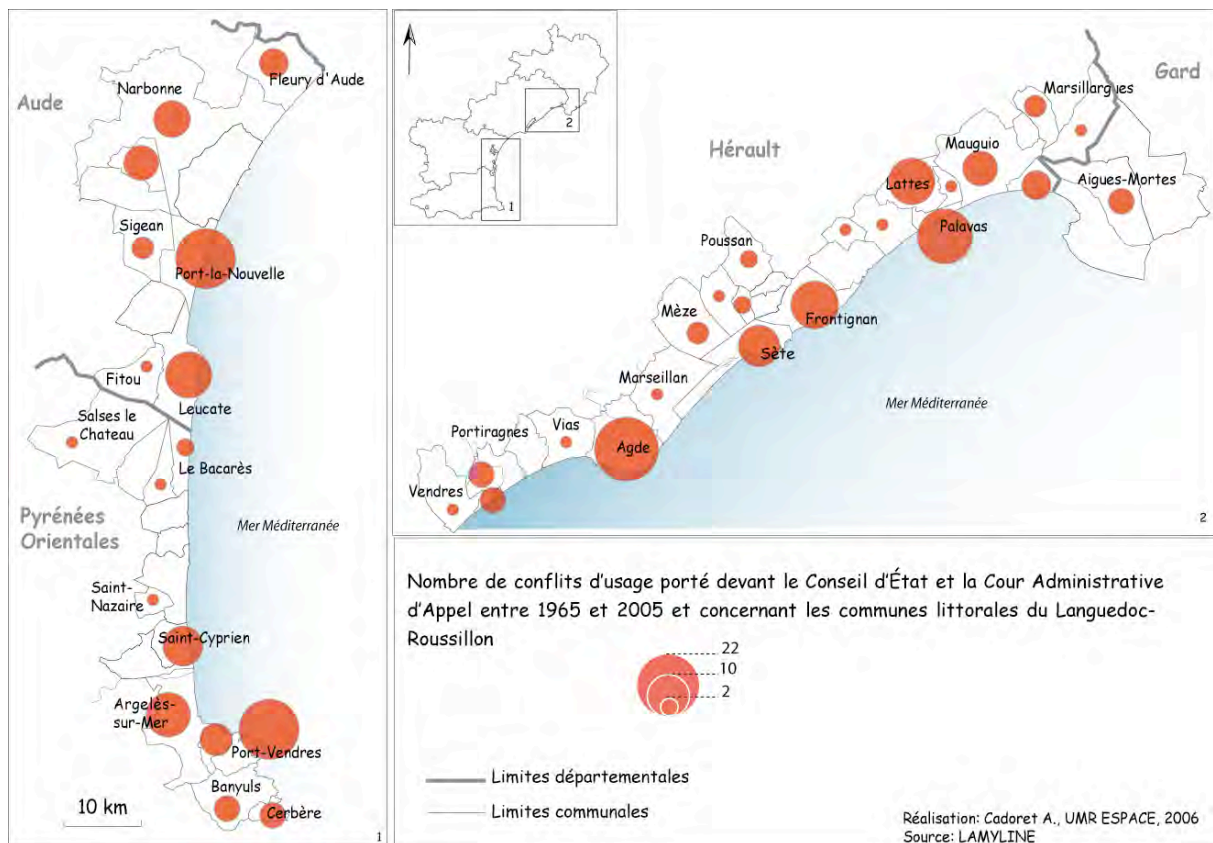 Aude
Narbonne
Fleury d'Aude
Sigean
Port-la-Nouvelle
Fitou
Leucate
Salses le
Chateau
Le Bacarès
Pyrénées
Orientales
Mer Méditerranée
Saint-
Nazaire
Saint-Cyprien
Argelès-
sur-Mer
Port-Vendres
Banyuls
Cerbère
10 km
1
2
1
Gard
Marsillargues
Hérault
Mauguio
Lattes
Aigues-Mortes
Palavas
Poussan
Mèze
Frontignan
Sète
Marseillan
Mer Méditerranée
Portiragnes
Vias
Agde
Vendres
2
Nombre de conflits d'usage porté devant le Conseil d'État et la Cour Administrative
d'Appel entre 1965 et 2005 et concernant les communes littorales du Languedoc-
Roussillon
22
10
2
Limites départementales
Limites communales
Réalisation: Cadoret A., UMR ESPACE, 2006
Source: LAMYLINE